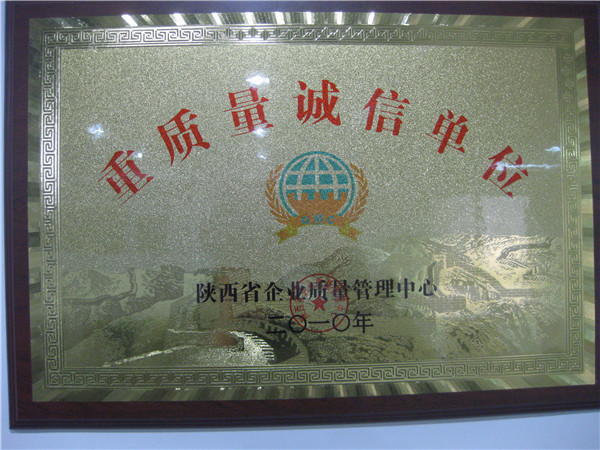 重质量诚信单位
陕西省企业质量管理中心
二〇一〇年